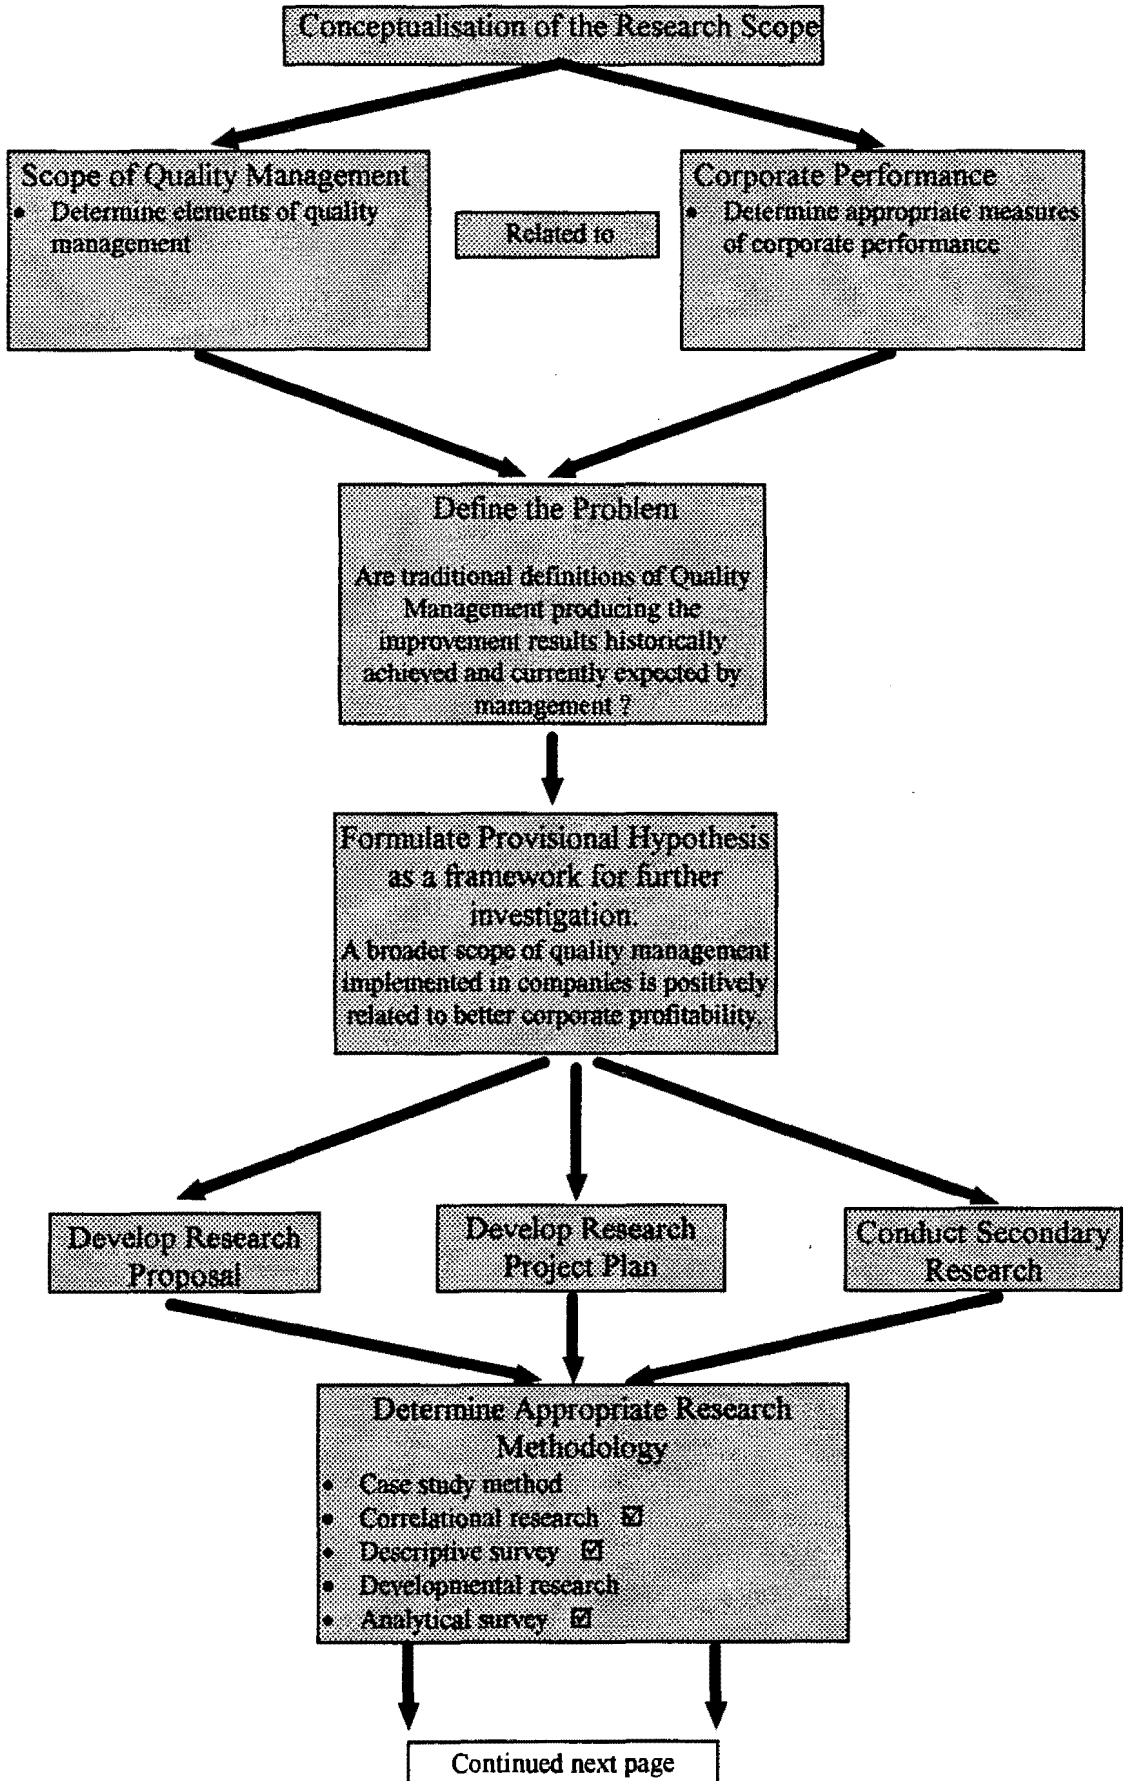 Conceptualisation of the Research Scope
Scope of Quality Management
• Determine elements of quality
management
Related to
Corporate Performance
• Determine appropriate measures
of corporate performance
Define the Problem
Are traditional definitions of Quality
Management producing the
improvement results historically
achieved and currently expected by
management ?
Formulate Provisional Hypothesis
as a framework for further
investigation.
A broader scope of quality management
implemented in companies is positively
related to better corporate profitability.
Develop Research
Proposal
Develop Research
Project Plan
Conduct Secondary
Research
Determine Appropriate Research
Methodology
• Case study method
• Correlational research ☑
• Descriptive survey ☑
• Developmental research
• Analytical survey ☑
Continued next page